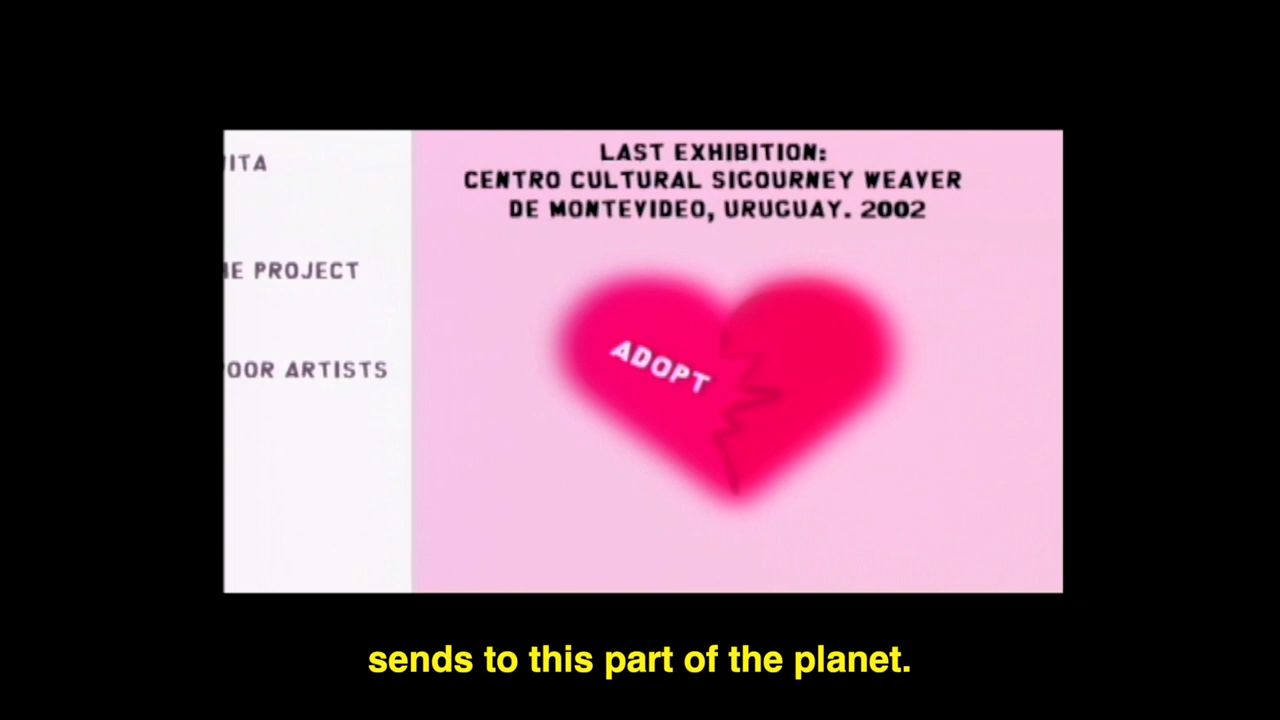 ITA
E PROJECT
OOR ARTISTS
LAST EXHIBITION:
CENTRO CULTURAL SIGOURNEY WEAVER
DE MONTEVIDEO, URUGUAY. 2002
ADOPT
sends to this part of the planet.